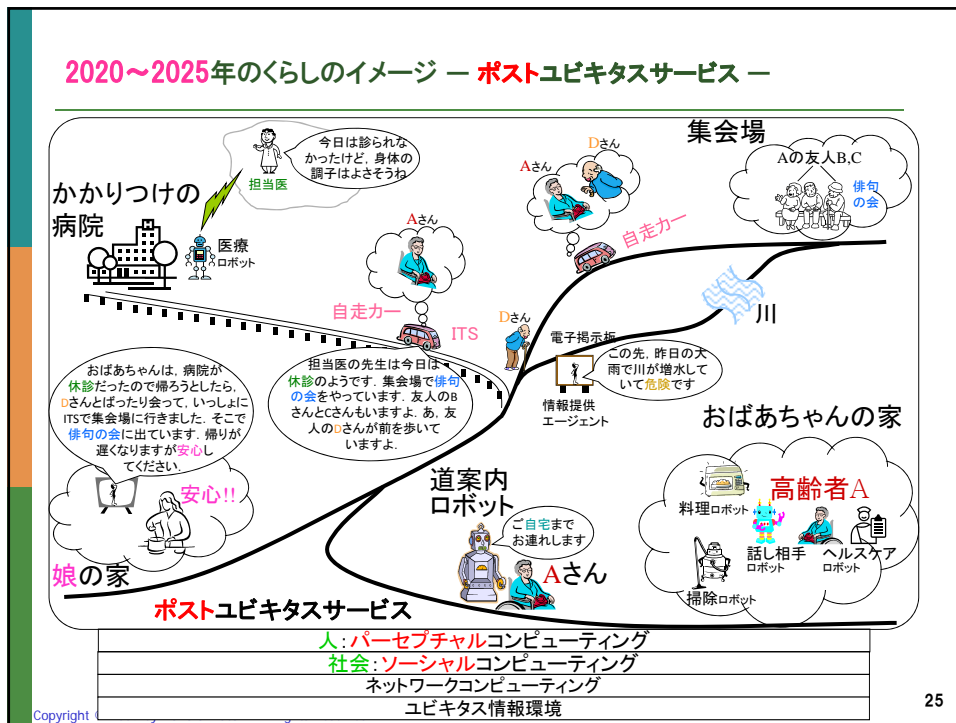 2020～2025年のくらしのイメージ － ポストユビキタスサービス －
今日は診られな
かったけど，身体の
調子はよさそうね
担当医
かかりつけの
病院
医療
ロボット
Aさん
自走カー
ITS
Dさん
Aさん
自走カー
集会場
Aの友人B,C
俳句
の会
川
Dさん
電子掲示板
この先，昨日の大
雨で川が増水して
いて危険です
情報提供
エージェント
おばあちゃんは，病院が
休診だったので帰ろうとしたら，
Dさんとばったり会って，いっしょに
ITSで集会場に行きました．そこで
俳句の会に出ています．帰りが
遅くなりますが安心し
てください．
担当医の先生は今日は
休診のようです．集会場で俳句
の会をやっています．友人のB
さんとCさんもいますよ．あ，友
人のDさんが前を歩いて
いますよ．
安心!!
娘の家
道案内
ロボット
ご自宅まで
お連れします
Aさん
おばあちゃんの家
高齢者A
料理ロボット
話し相手
ロボット
ヘルスケア
ロボット
掃除ロボット
ポストユビキタスサービス
人：パーセプチャルコンピューティング
社会：ソーシャルコンピューティング
ネットワークコンピューティング
ユビキタス情報環境
Copyright
25